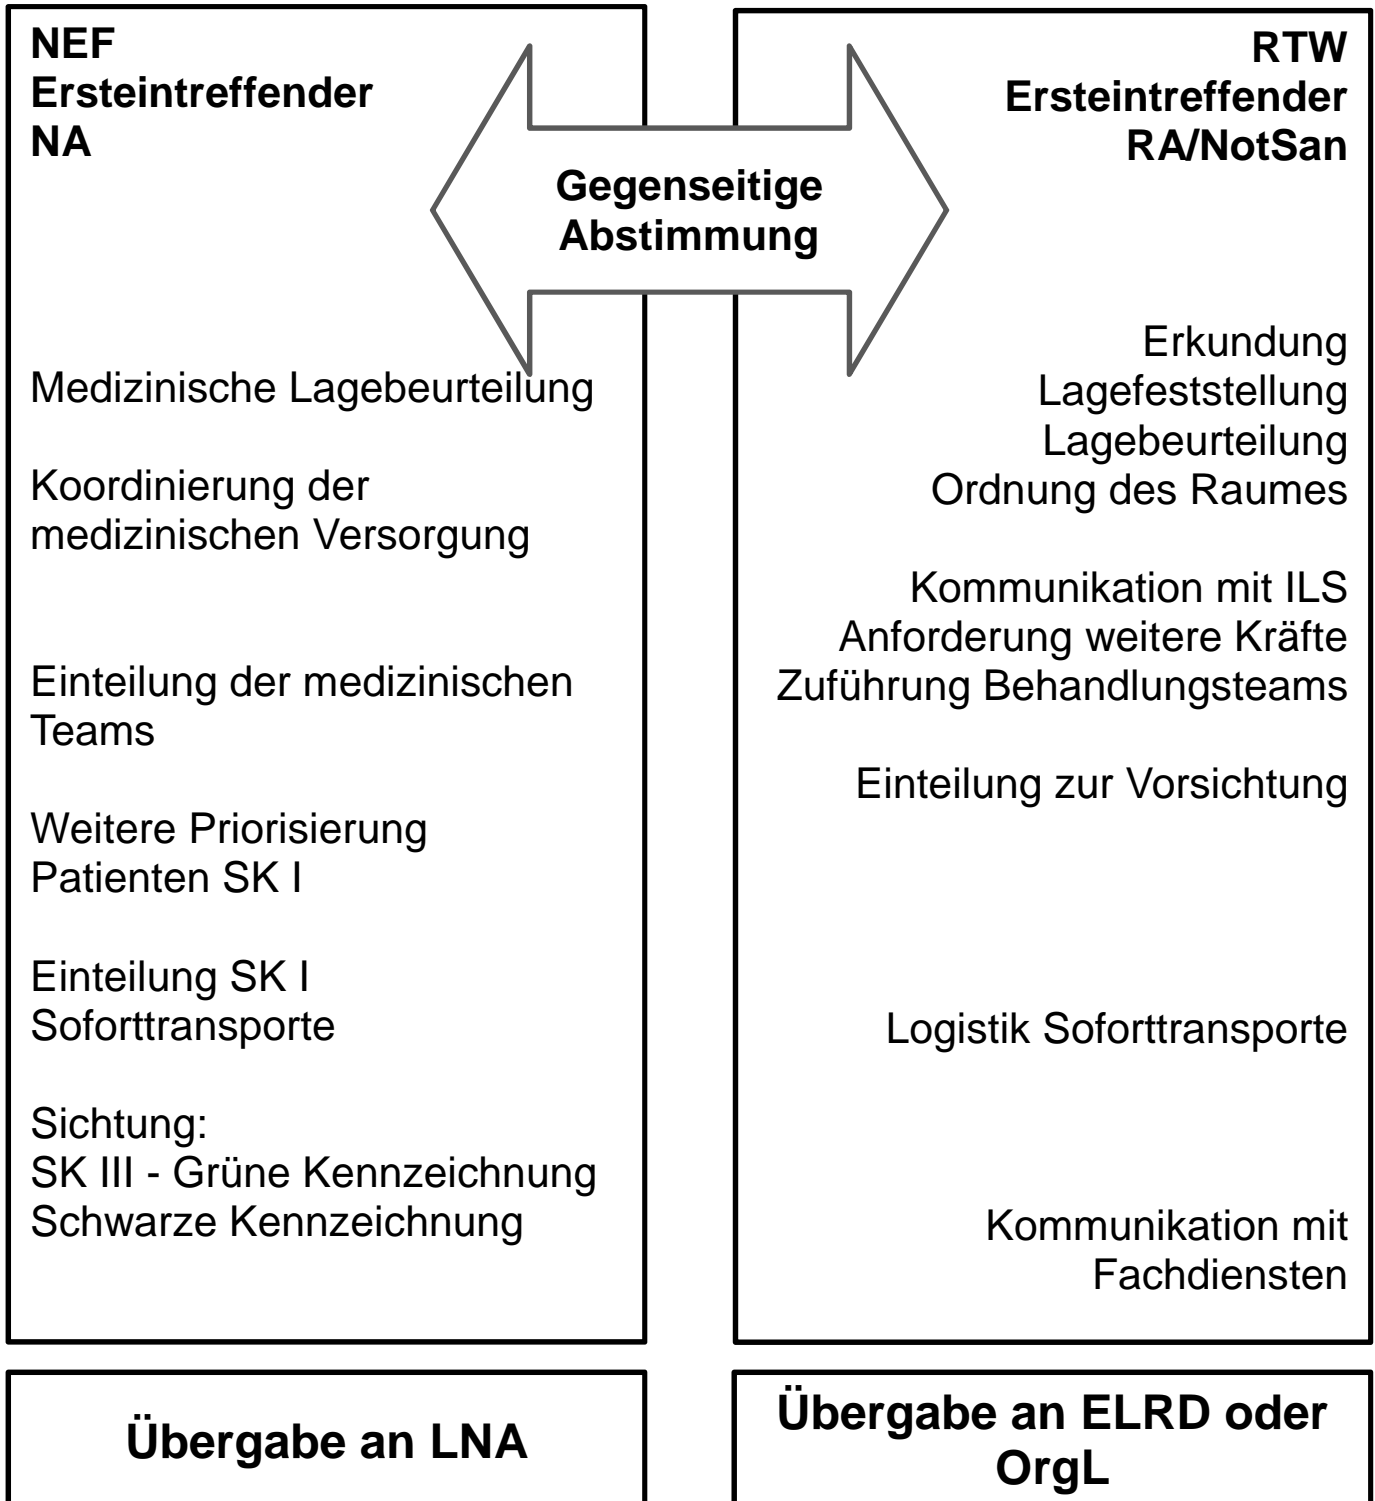 NEF
Ersteintreffender
NA
Gegenseitige
Abstimmung
RTW
Ersteintreffender
RA/NotSan
Medizinische Lagebeurteilung
Koordinierung der
medizinischen Versorgung
Einteilung der medizinischen
Teams
Weitere Priorisierung
Patienten SK I
Einteilung SK I
Soforttransporte
Sichtung:
SK III - Grüne Kennzeichnung
Schwarze Kennzeichnung
Erkundung
Lagefeststellung
Lagebeurteilung
Ordnung des Raumes
Kommunikation mit ILS
Anforderung weitere Kräfte
Zuführung Behandlungsteams
Einteilung zur Vorsichtung
Logistik Soforttransporte
Kommunikation mit
Fachdiensten
Übergabe an LNA
Übergabe an ELRD oder
OrgL